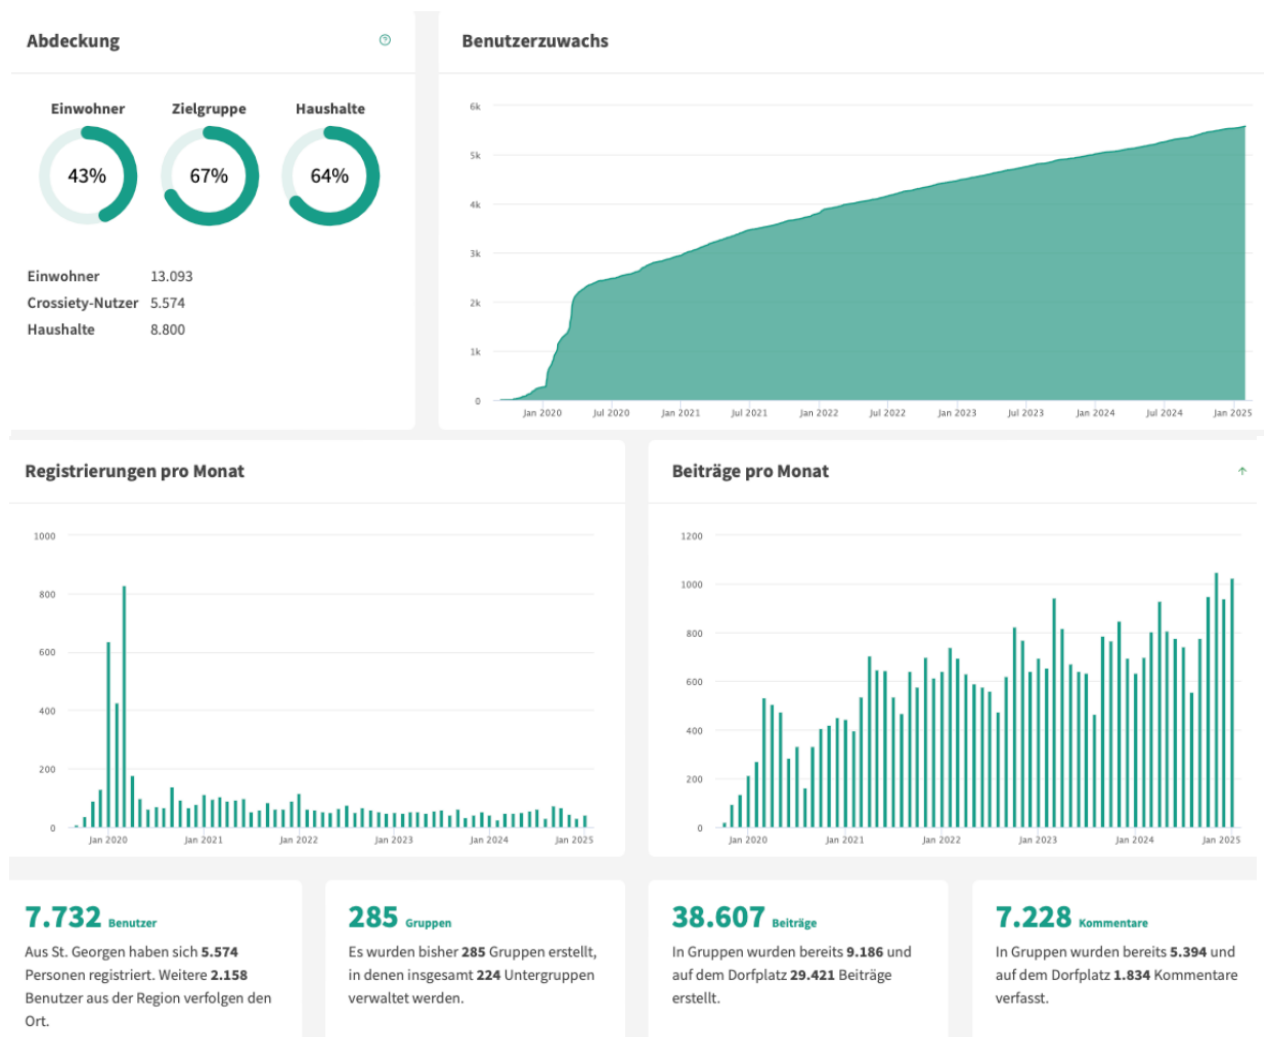 Abdeckung
Einwohner Zielgruppe Haushalte
43% 67% 64%
Einwohner 13.093
Crossiety-Nutzer 5.574
Haushalte 8.800
Benutzerzuwachs
6k
5k
4k
3k
2k
1k
0
Jan 2020 Jul 2020 Jan 2021 Jul 2021 Jan 2022 Jul 2022 Jan 2023 Jul 2023 Jan 2024 Jul 2024 Jan 2025
Registrierungen pro Monat
1000
800
600
400
200
0
Jan 2020 Jan 2021 Jan 2022 Jan 2023 Jan 2024 Jan 2025
Beiträge pro Monat
1200
1000
800
600
400
200
0
Jan 2020 Jan 2021 Jan 2022 Jan 2023 Jan 2024 Jan 2025
7.732 Benutzer
Aus St. Georgen haben sich 5.574
Personen registriert. Weitere 2.158
Benutzer aus der Region verfolgen den
Ort.
285 Gruppen
Es wurden bisher 285 Gruppen erstellt,
in denen insgesamt 224 Untergruppen
verwaltet werden.
38.607 Beiträge
In Gruppen wurden bereits 9.186 und
auf dem Dorfplatz 29.421 Beiträge
erstellt.
7.228 Kommentare
In Gruppen wurden bereits 5.394 und
auf dem Dorfplatz 1.834 Kommentare
verfasst.